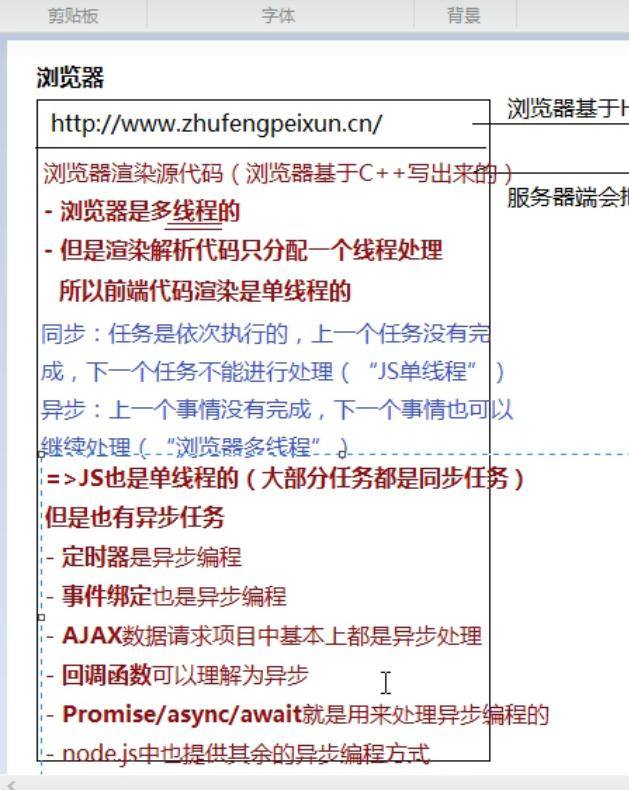 剪贴板 字体 背景
浏览器
http://www.zhufengpeixun.cn/
浏览器基于H
浏览器渲染源代码（浏览器基于C++写出来的）
服务器端会
- 浏览器是多线程的
- 但是渲染解析代码只分配一个线程处理
所以前端代码渲染是单线程的
同步：任务是依次执行的，上一个任务没有完
成，下一个任务不能进行处理（“JS单线程”）
异步：上一个事情没有完成，下一个事情也可以
继续处理（“浏览器多线程”）
=>JS也是单线程的（大部分任务都是同步任务）
但是也有异步任务
- 定时器是异步编程
- 事件绑定也是异步编程
- AJAX数据请求项目中基本上都是异步处理
- 回调函数可以理解为异步
- Promise/async/await就是用来处理异步编程的
- node.js中也提供其余的异步编程方式